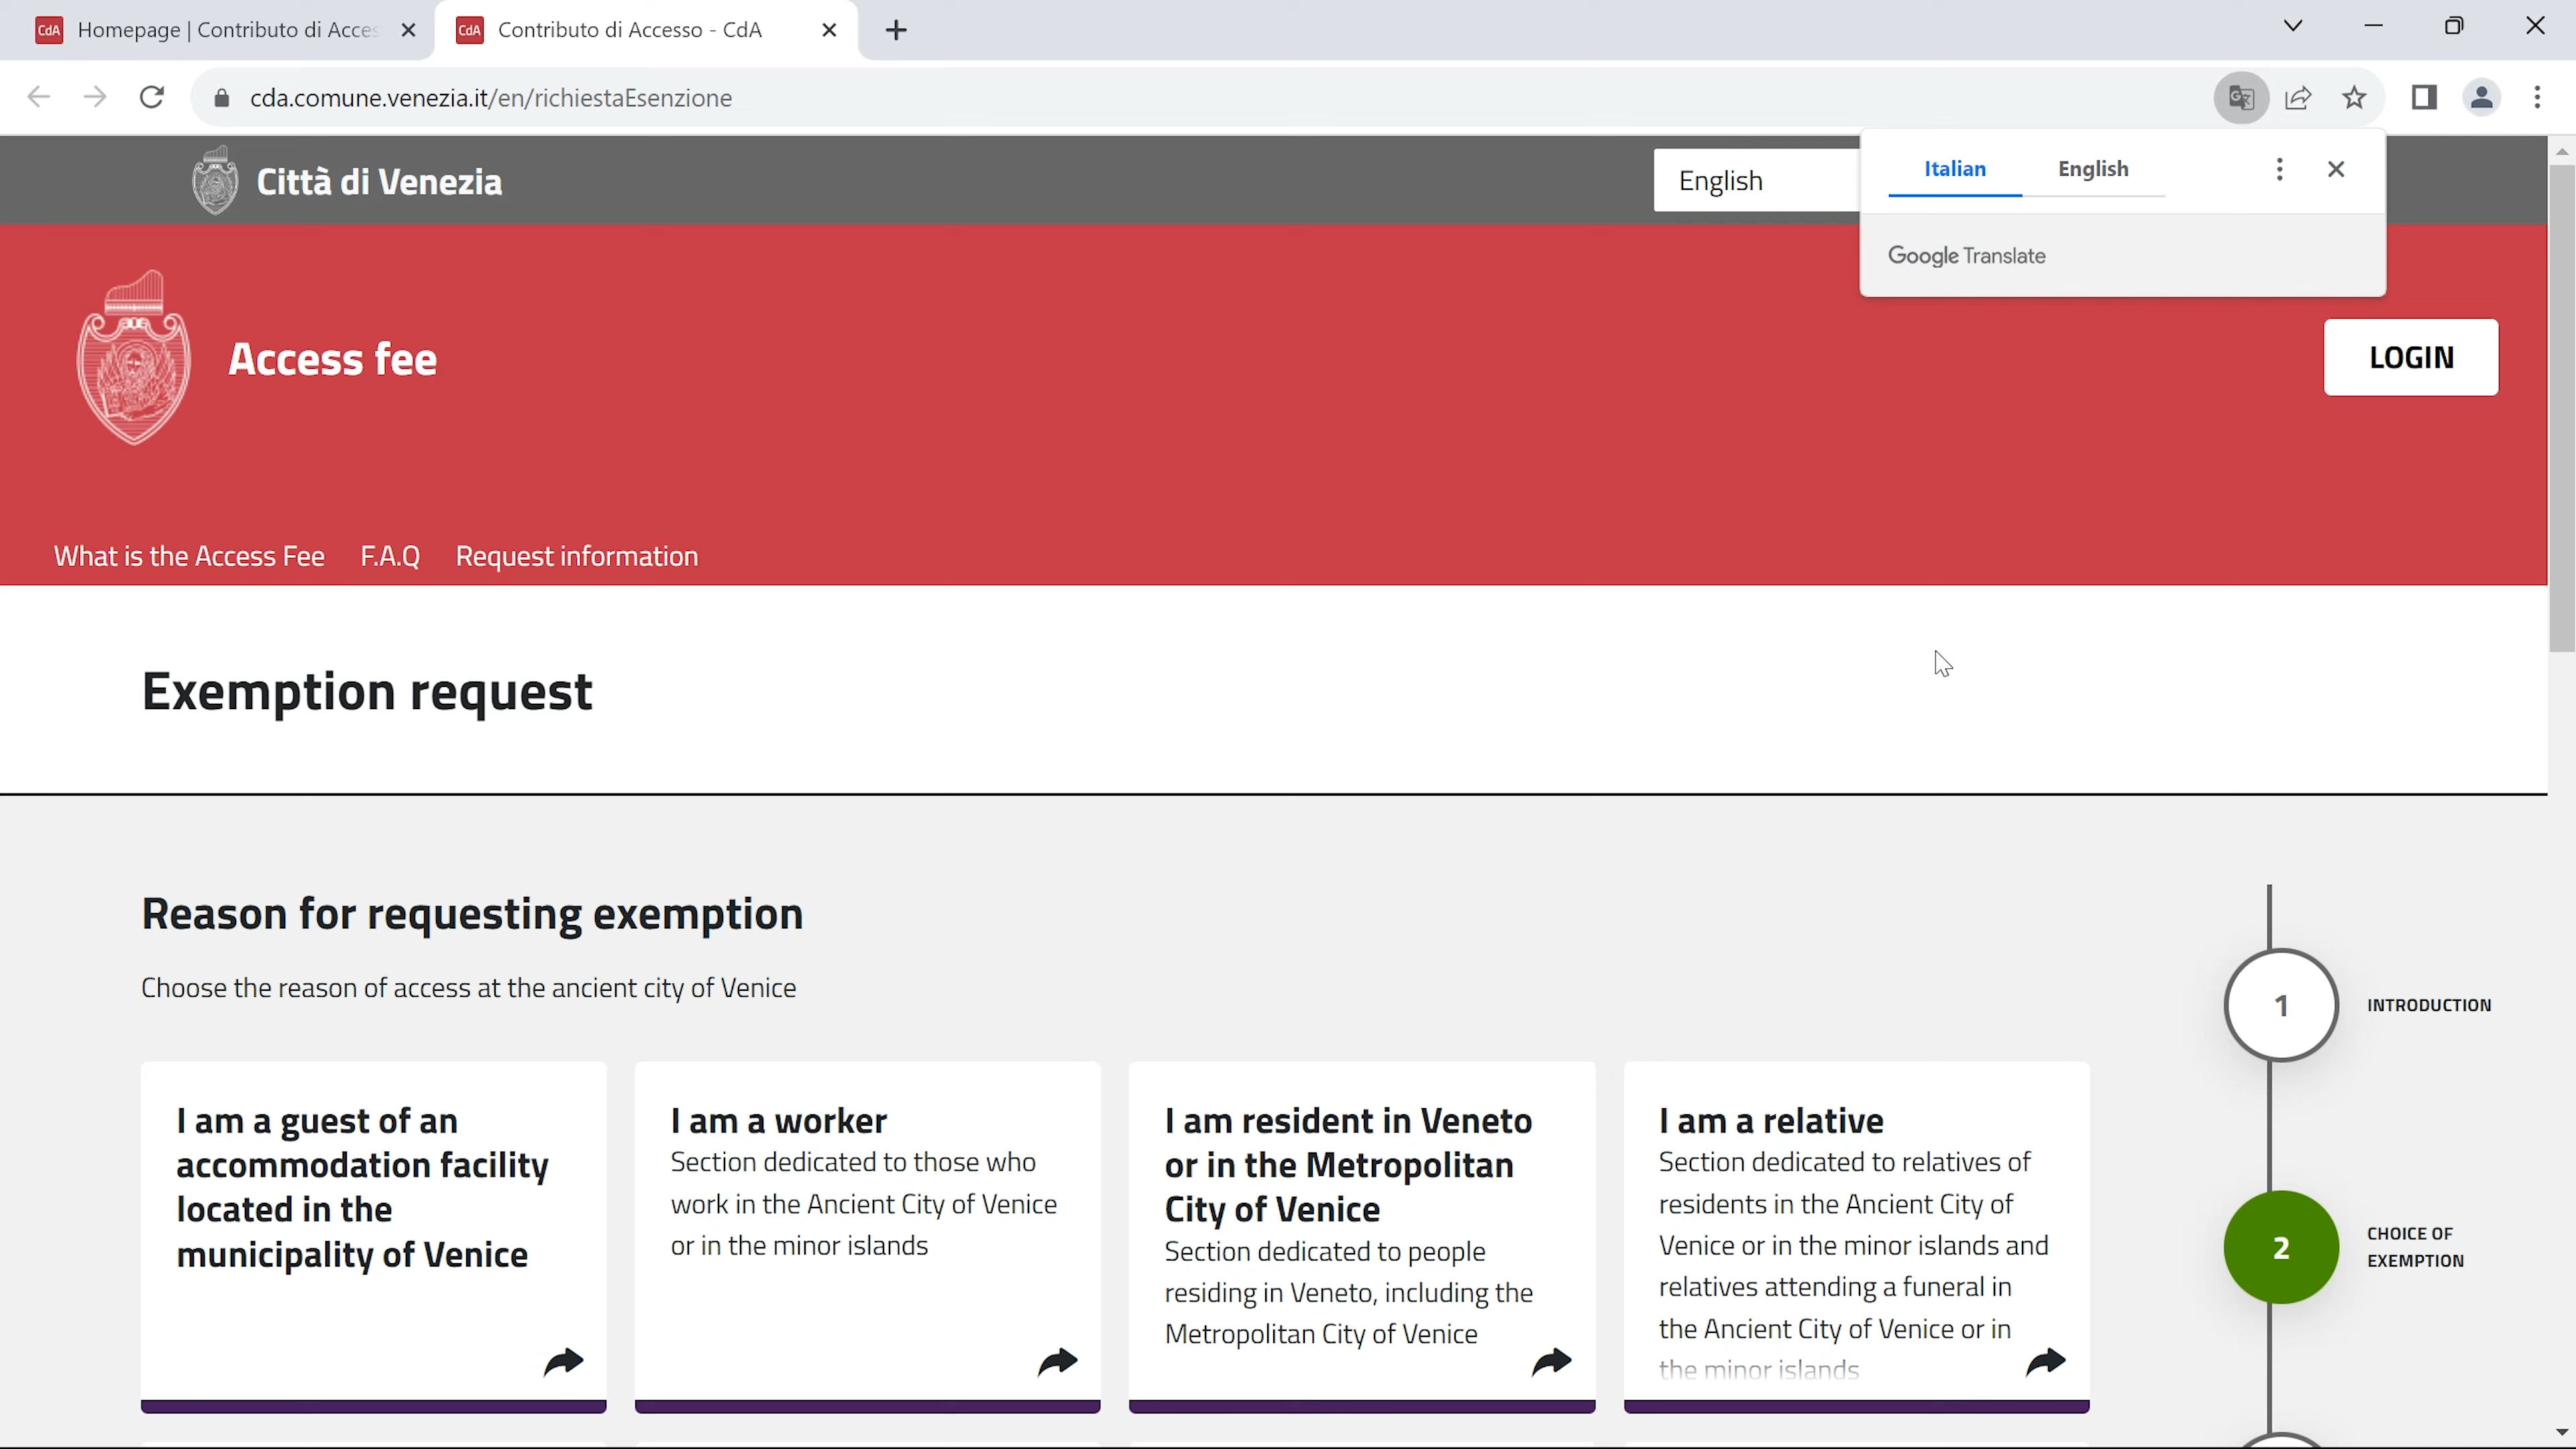 CdA Homepage | Contributo di Acces
CdA Contributo di Accesso - CdA
cda.comune.venezia.it/en/richiestaEsenzione
Città di Venezia
English
Italian English
Google Translate
Access fee
LOGIN
What is the Access Fee F.A.Q Request information
Exemption request
Reason for requesting exemption
Choose the reason of access at the ancient city of Venice
I am a guest of an
accommodation facility
located in the
municipality of Venice
I am a worker
Section dedicated to those who
work in the Ancient City of Venice
or in the minor islands
I am resident in Veneto
or in the Metropolitan
City of Venice
Section dedicated to people
residing in Veneto, including the
Metropolitan City of Venice
I am a relative
Section dedicated to relatives of
residents in the Ancient City of
Venice or in the minor islands and
relatives attending a funeral in
the Ancient City of Venice or in
the minor islands
1 INTRODUCTION
2 CHOICE OF
EXEMPTION